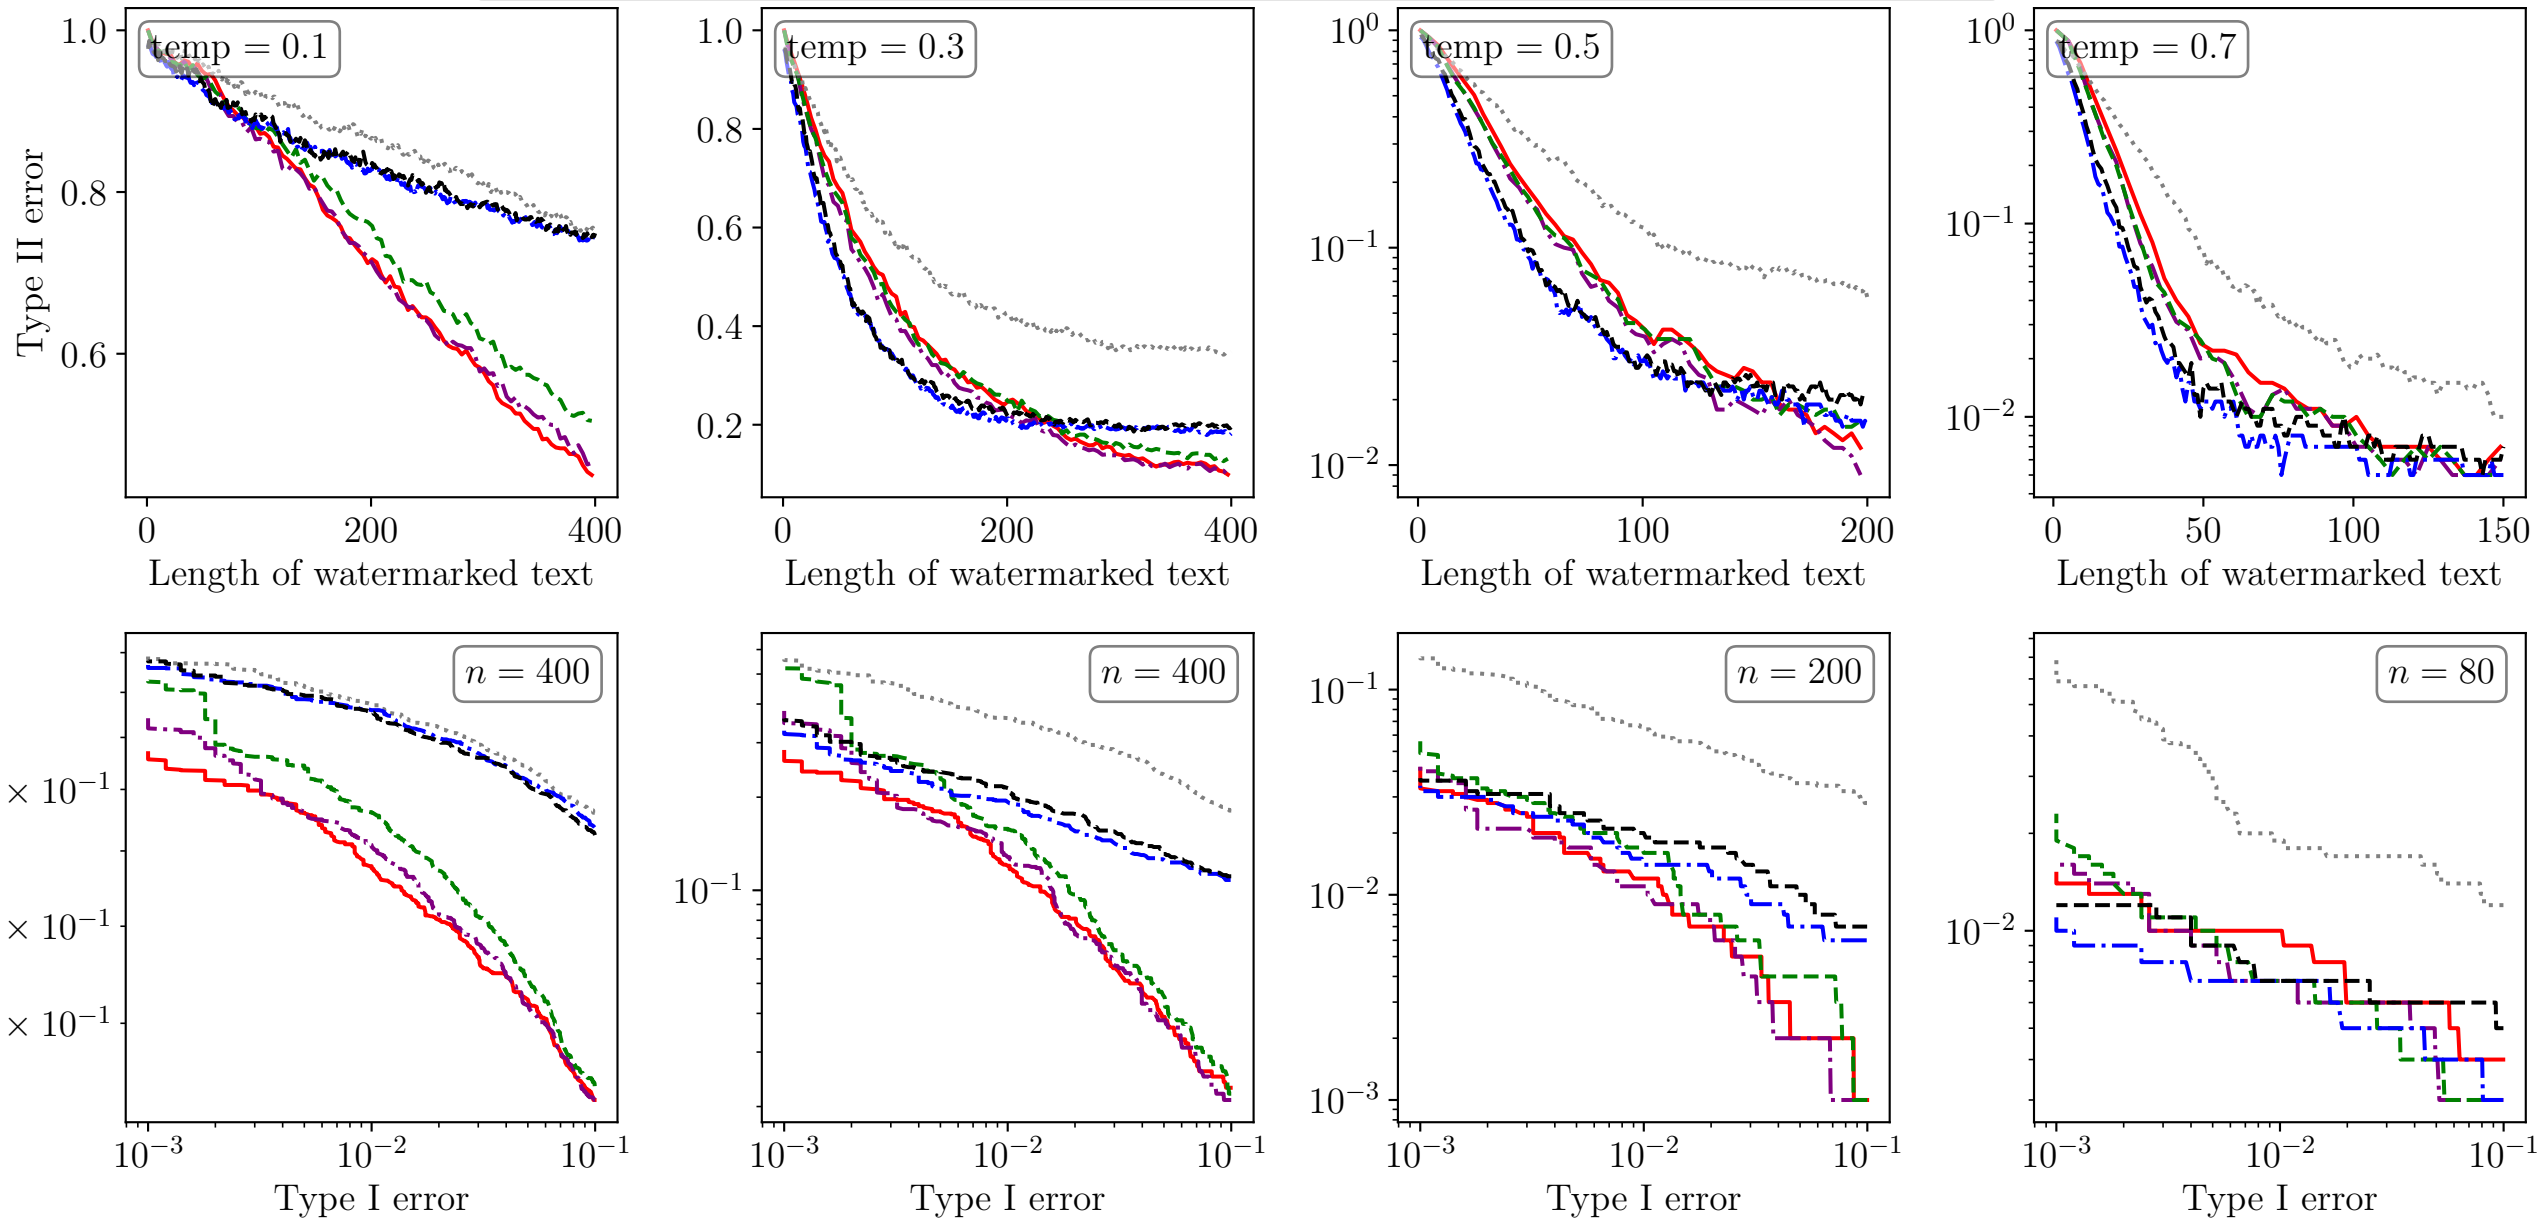 temp = 0.1
temp = 0.3
temp = 0.5
temp = 0.7
Type II error
1.0
0.8
0.6
0 200 400
Length of watermarked text
1.0
0.8
0.6
0.4
0.2
0 200 400
Length of watermarked text
10⁰
10⁻¹
10⁻²
0 100 200
Length of watermarked text
10⁰
10⁻¹
10⁻²
0 50 100 150
Length of watermarked text
n = 400
× 10⁻¹
× 10⁻¹
× 10⁻¹
10⁻³ 10⁻² 10⁻¹
Type I error
n = 400
10⁻¹
10⁻³ 10⁻² 10⁻¹
Type I error
n = 200
10⁻¹
10⁻²
10⁻³
10⁻³ 10⁻² 10⁻¹
Type I error
n = 80
10⁻²
10⁻³ 10⁻² 10⁻¹
Type I error